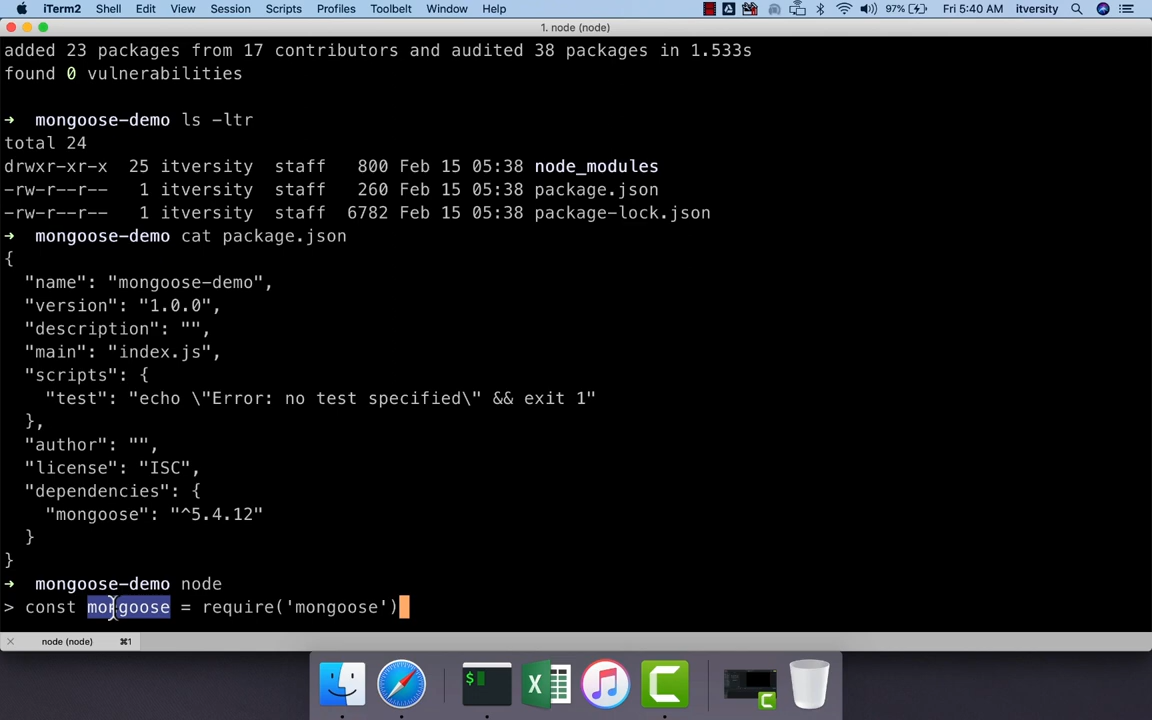 iTerm2 Shell Edit View Session Scripts Profiles Toolbelt Window Help 97% Fri 5:40 AM itversity
1. node (node)
added 23 packages from 17 contributors and audited 38 packages in 1.533s
found 0 vulnerabilities
➜ mongoose-demo ls -ltr
total 24
drwxr-xr-x 25 itversity staff 800 Feb 15 05:38 node_modules
-rw-r--r-- 1 itversity staff 260 Feb 15 05:38 package.json
-rw-r--r-- 1 itversity staff 6782 Feb 15 05:38 package-lock.json
➜ mongoose-demo cat package.json
{
"name": "mongoose-demo",
"version": "1.0.0",
"description": "",
"main": "index.js",
"scripts": {
"test": "echo \"Error: no test specified\" && exit 1"
},
"author": "",
"license": "ISC",
"dependencies": {
"mongoose": "^5.4.12"
}
}
➜ mongoose-demo node
> const mongoose = require('mongoose')
node (node) ⌘1